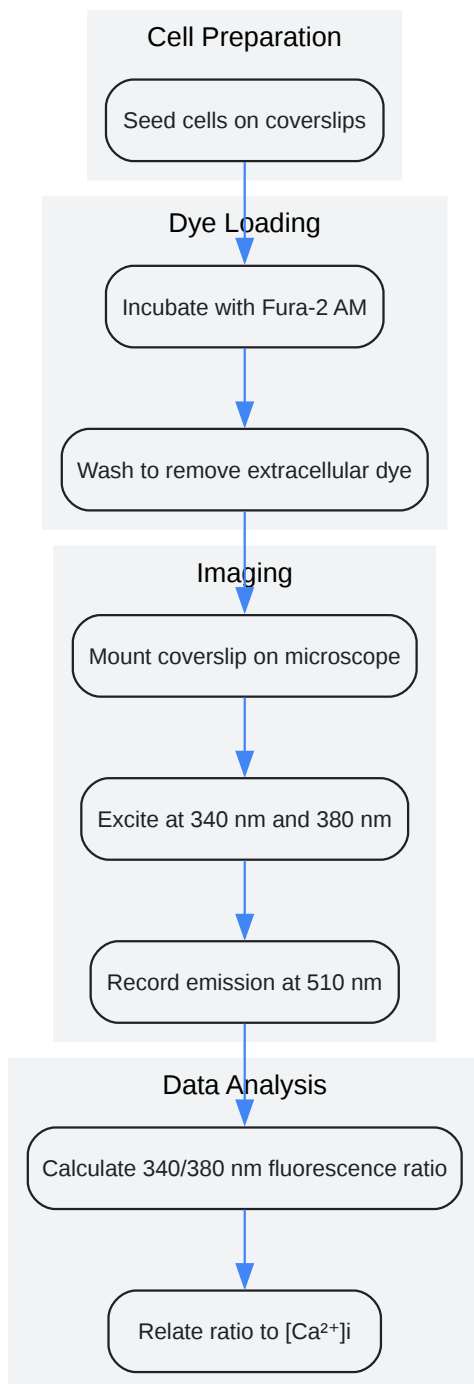 Cell Preparation
Seed cells on coverslips
Dye Loading
Incubate with Fura-2 AM
Wash to remove extracellular dye
Imaging
Mount coverslip on microscope
Excite at 340 nm and 380 nm
Record emission at 510 nm
Data Analysis
Calculate 340/380 nm fluorescence ratio
Relate ratio to [Ca²⁺]i